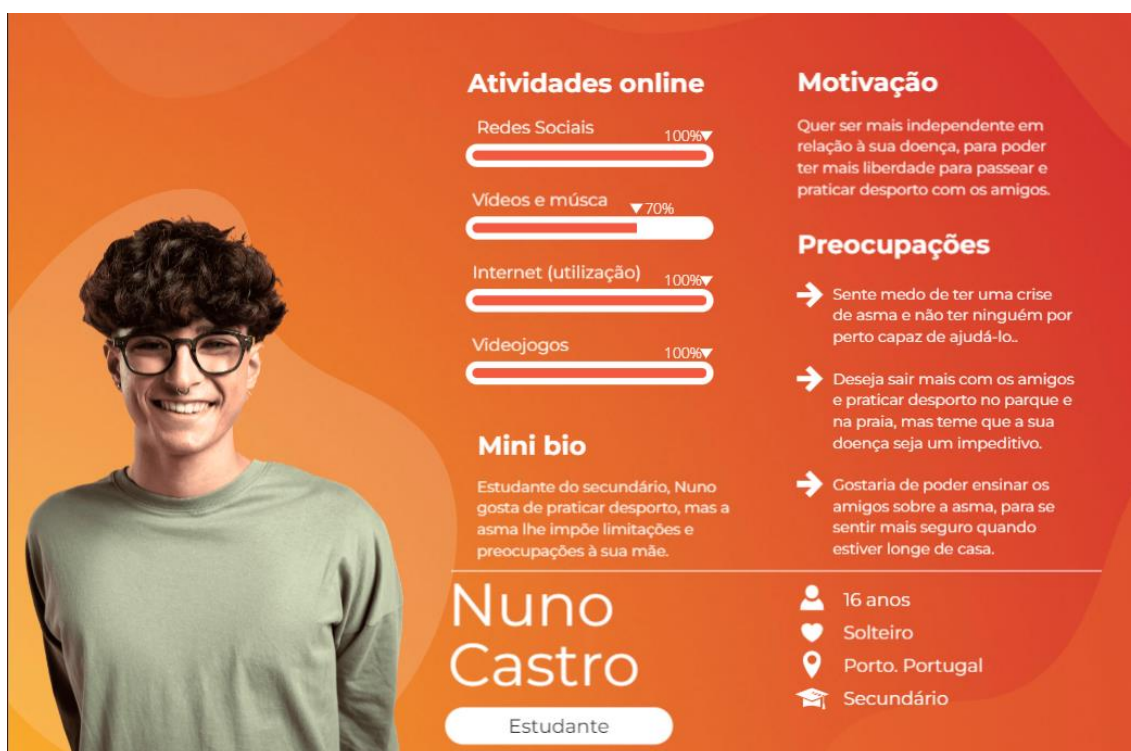 Atividades online
Redes Sociais
100%
Vídeos e múscа
70%
Internet (utilização)
100%
Videojogos
100%
Mini bio
Estudante do secundário, Nuno
gosta de praticar desporto, mas a
asma lhe impõe limitações e
preocupações à sua mãe.
Motivação
Quer ser mais independente em
relação à sua doença, para poder
ter mais liberdade para passear e
praticar desporto com os amigos.
Preocupações
Sente medo de ter uma crise
de asma e não ter ninguém por
perto capaz de ajudá-lo..
Deseja sair mais com os amigos
e praticar desporto no parque e
na praia, mas teme que a sua
doença seja um impeditivo.
Gostaria de poder ensinar os
amigos sobre a asma, para se
sentir mais seguro quando
estiver longe de casa.
Nuno
Castro
Estudante
16 anos
Solteiro
Porto. Portugal
Secundário